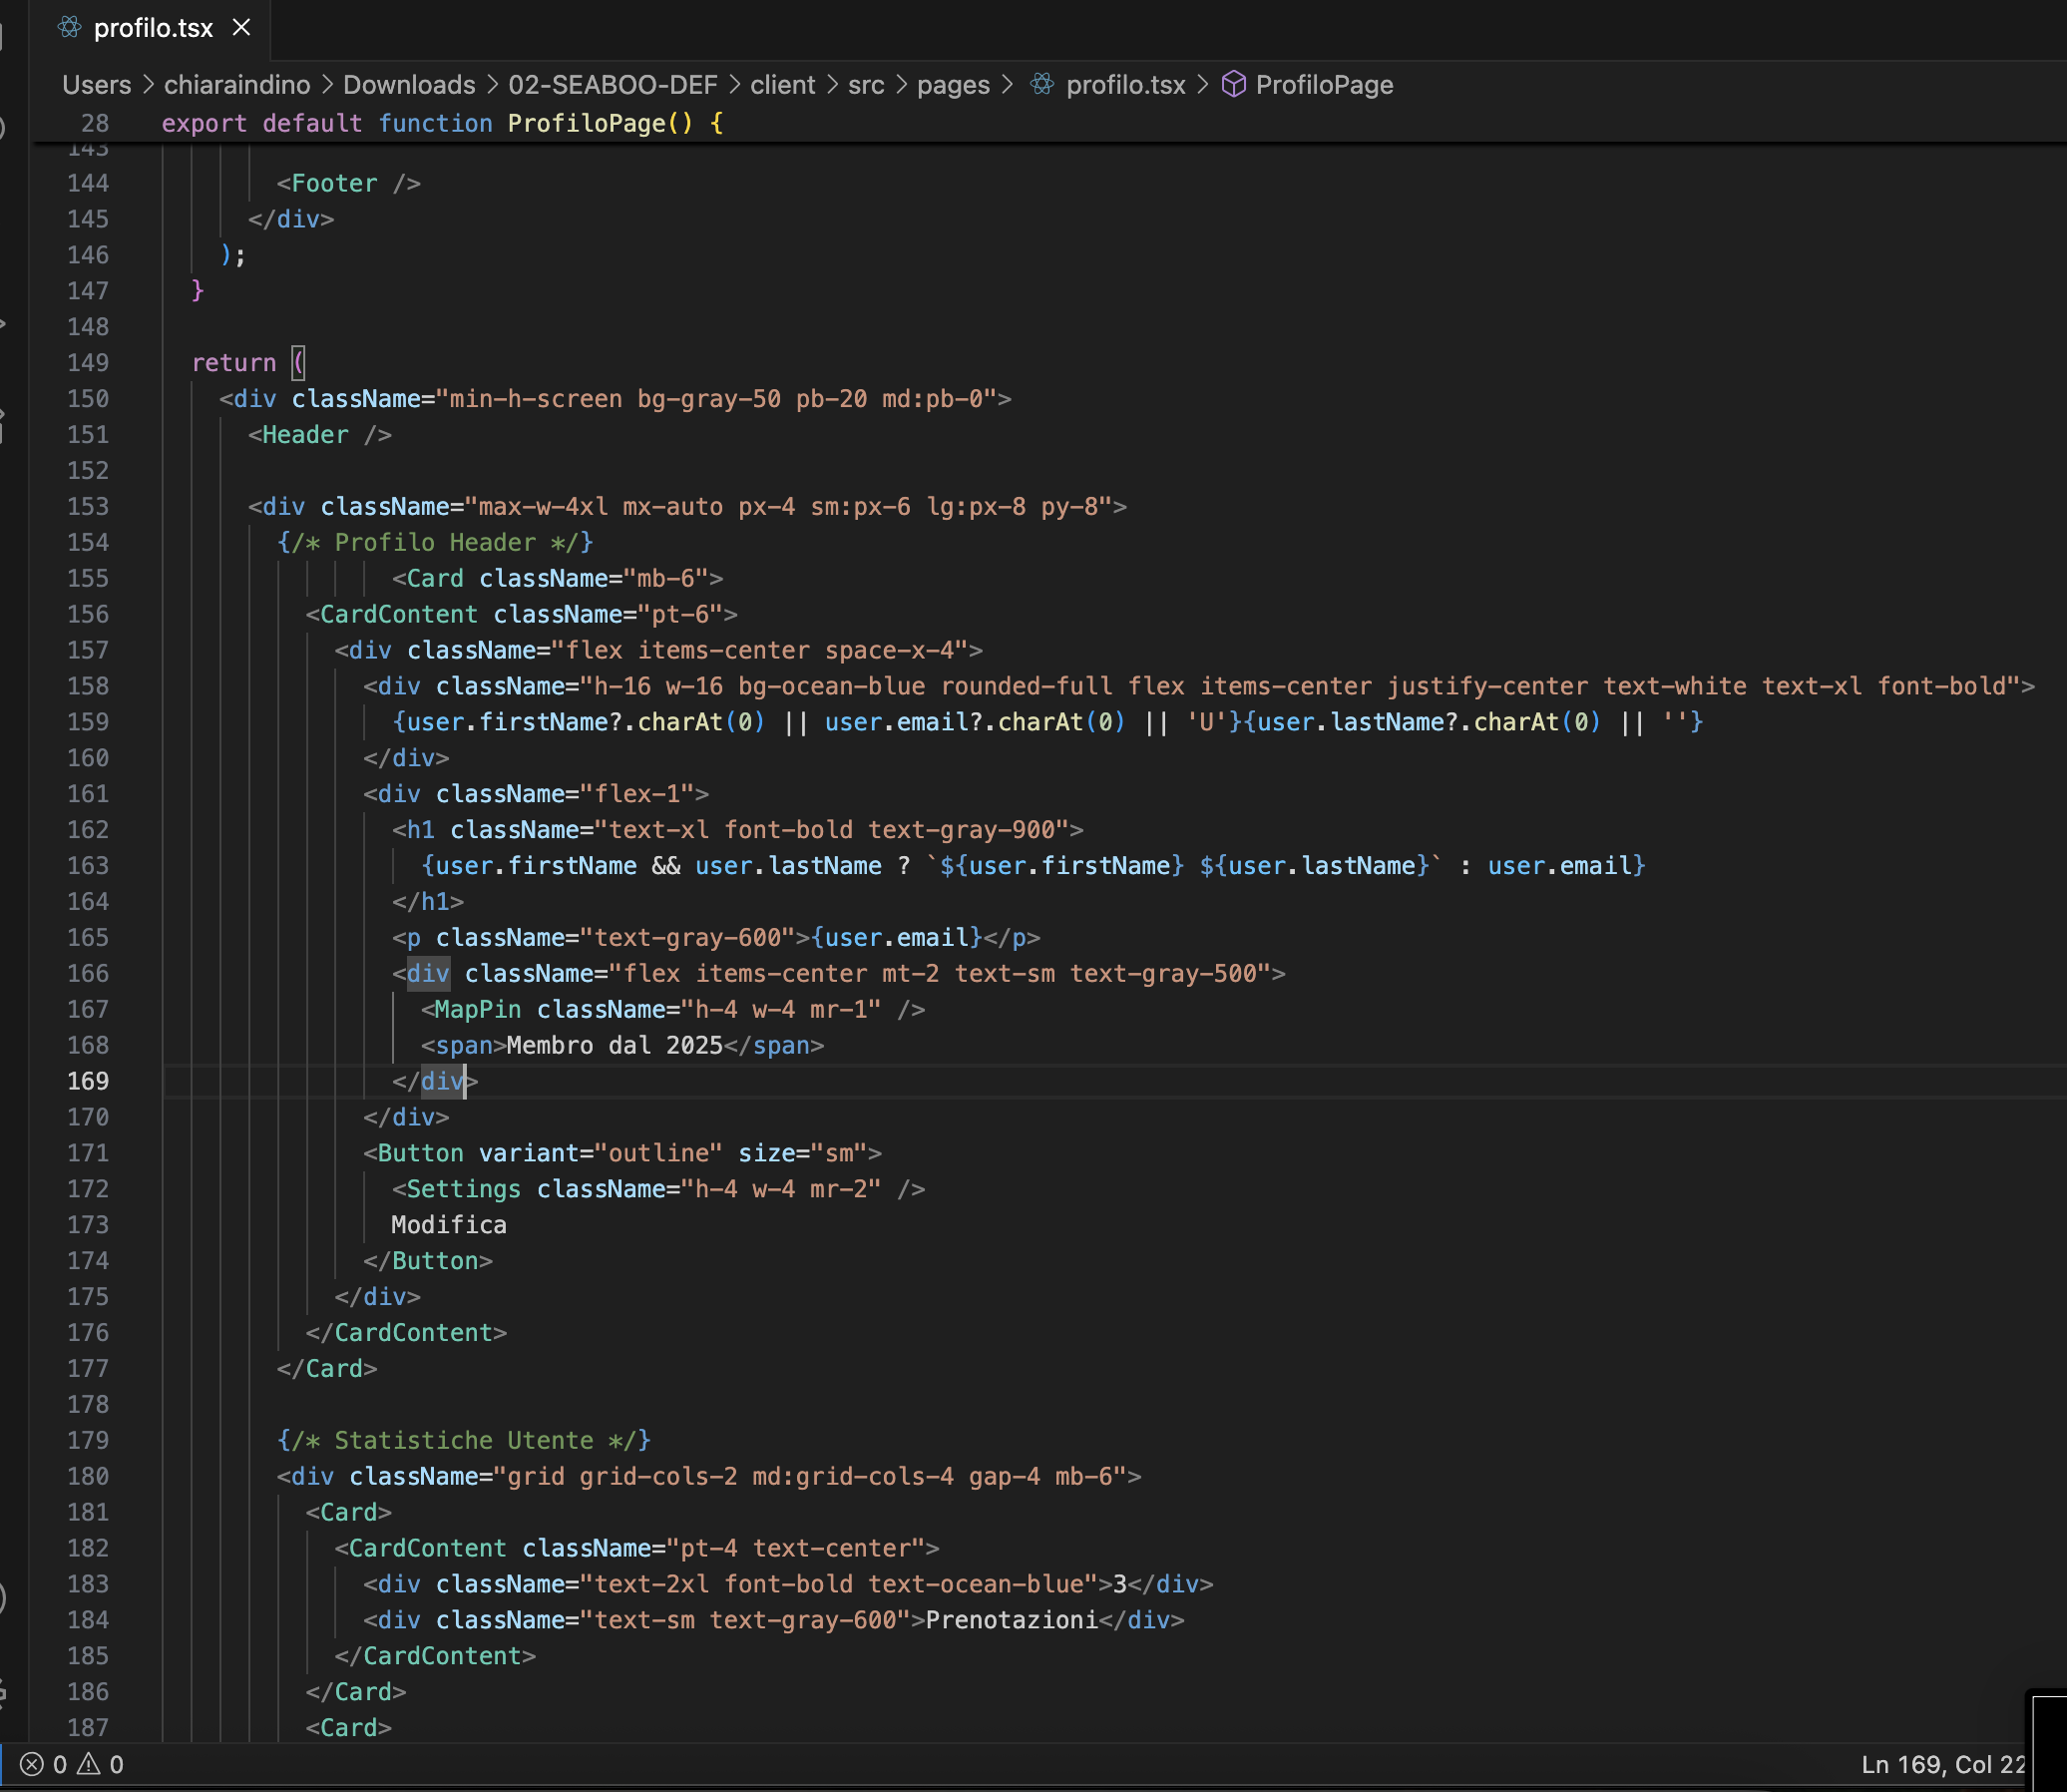 profilo.tsx
Users > chiaraindino > Downloads > 02-SEABOO-DEF > client > src > pages > profilo.tsx > ProfiloPage
28 export default function ProfiloPage() {
143
144 <Footer />
145 </div>
146 );
147 }
148
149 return (
150 <div className="min-h-screen bg-gray-50 pb-20 md:pb-0">
151 <Header />
152
153 <div className="max-w-4xl mx-auto px-4 sm:px-6 lg:px-8 py-8">
154 {/* Profilo Header */}
155 <Card className="mb-6">
156 <CardContent className="pt-6">
157 <div className="flex items-center space-x-4">
158 <div className="h-16 w-16 bg-ocean-blue rounded-full flex items-center justify-center text-white text-xl font-bold">
159 {user.firstName?.charAt(0) || user.email?.charAt(0) || 'U'}{user.lastName?.charAt(0) || ''}
160 </div>
161 <div className="flex-1">
162 <h1 className="text-xl font-bold text-gray-900">
163 {user.firstName && user.lastName ? `${user.firstName} ${user.lastName}` : user.email}
164 </h1>
165 <p className="text-gray-600">{user.email}</p>
166 <div className="flex items-center mt-2 text-sm text-gray-500">
167 <MapPin className="h-4 w-4 mr-1" />
168 <span>Membro dal 2025</span>
169 </div>
170 </div>
171 <Button variant="outline" size="sm">
172 <Settings className="h-4 w-4 mr-2" />
173 Modifica
174 </Button>
175 </div>
176 </CardContent>
177 </Card>
178
179 {/* Statistiche Utente */}
180 <div className="grid grid-cols-2 md:grid-cols-4 gap-4 mb-6">
181 <Card>
182 <CardContent className="pt-4 text-center">
183 <div className="text-2xl font-bold text-ocean-blue">3</div>
184 <div className="text-sm text-gray-600">Prenotazioni</div>
185 </CardContent>
186 </Card>
187 <Card>
0 0 Ln 169, Col 22